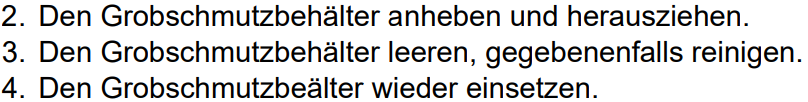 2. Den Grobschmutzbehälter anheben und herausziehen.
3. Den Grobschmutzbehälter leeren, gegebenenfalls reinigen.
4. Den Grobschmutzbeälter wieder einsetzen.